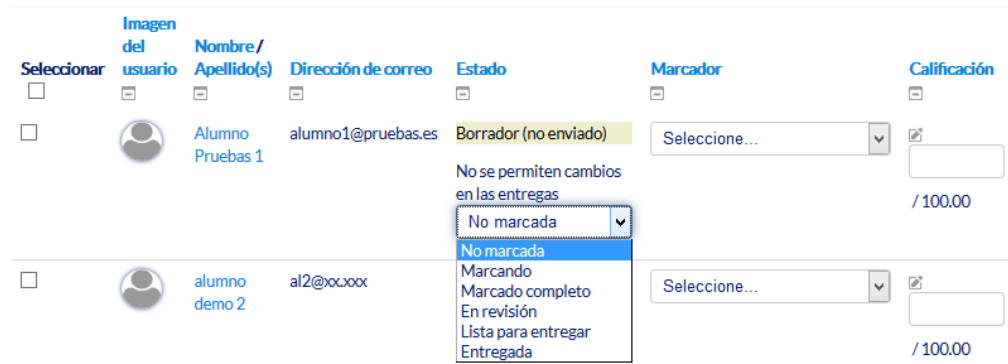 Seleccionar
Imagen del usuario
Nombre / Apellido(s)
Dirección de correo
Estado
Marcador
Calificación
Alumno Pruebas 1
alumno1@pruebas.es
Borrador (no enviado)
No se permiten cambios
en las entregas
No marcada
Seleccione...
/ 100.00
No marcada
Marcando
Marcado completo
En revisión
Lista para entregar
Entregada
alumno demo 2
al2@xx.xxx
Seleccione...
/ 100.00